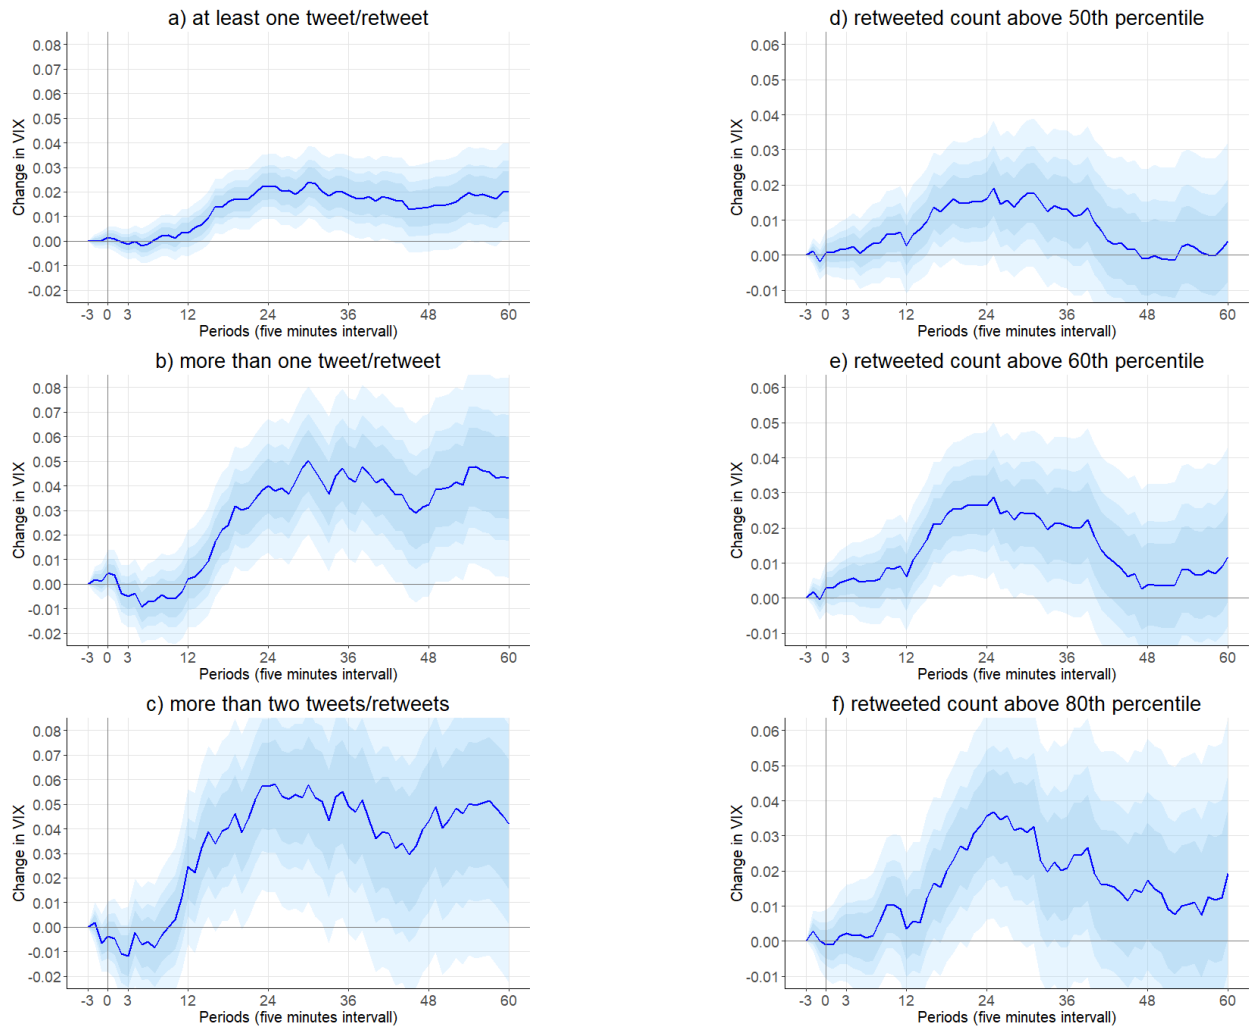 a) at least one tweet/retweet
Change in VIX
0.08
0.07
0.06
0.05
0.04
0.03
0.02
0.01
0.00
-0.01
-0.02
-3 0 3 12 24 36 48 60
Periods (five minutes intervall)
b) more than one tweet/retweet
Change in VIX
0.08
0.07
0.06
0.05
0.04
0.03
0.02
0.01
0.00
-0.01
-0.02
-3 0 3 12 24 36 48 60
Periods (five minutes intervall)
c) more than two tweets/retweets
Change in VIX
0.08
0.07
0.06
0.05
0.04
0.03
0.02
0.01
0.00
-0.01
-0.02
-3 0 3 12 24 36 48 60
Periods (five minutes intervall)
d) retweeted count above 50th percentile
Change in VIX
0.06
0.05
0.04
0.03
0.02
0.01
0.00
-0.01
-3 0 3 12 24 36 48 60
Periods (five minutes intervall)
e) retweeted count above 60th percentile
Change in VIX
0.06
0.05
0.04
0.03
0.02
0.01
0.00
-0.01
-3 0 3 12 24 36 48 60
Periods (five minutes intervall)
f) retweeted count above 80th percentile
Change in VIX
0.06
0.05
0.04
0.03
0.02
0.01
0.00
-0.01
-3 0 3 12 24 36 48 60
Periods (five minutes intervall)